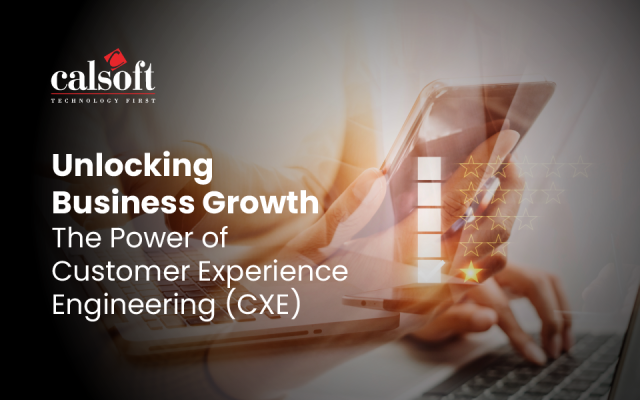 calsoft
TECHNOLOGY FIRST
Unlocking
Business Growth
The Power of
Customer Experience
Engineering (CXE)